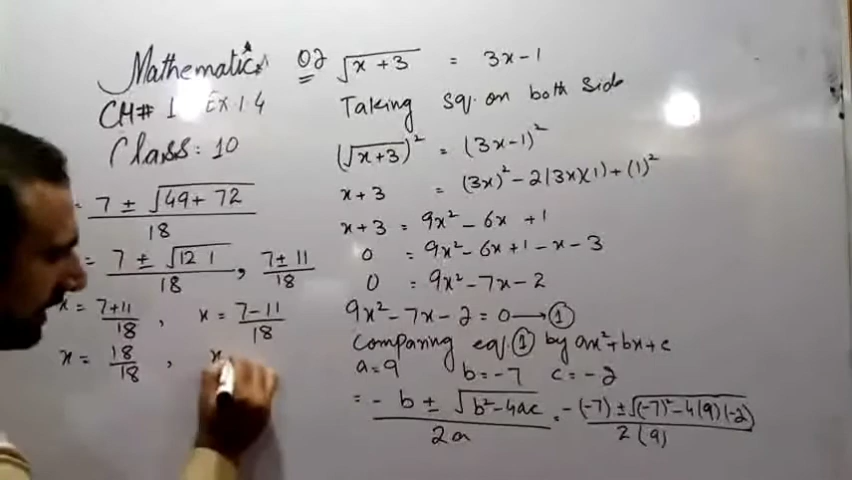 Mathematics
CH# 1 Ex 1.4
Class: 10
Q2 √(x+3) = 3x-1
Taking sq. on both side
(√(x+3))² = (3x-1)²
x+3 = (3x)² - 2(3x)(1) + (1)²
x+3 = 9x² - 6x + 1
0 = 9x² - 6x + 1 - x - 3
0 = 9x² - 7x - 2
9x² - 7x - 2 = 0 → ①
Comparing eq. ① by ax² + bx + c
a = 9 b = -7 c = -2
= (-b ± √(b² - 4ac))/2a = (-(-7) ± √((-7)² - 4(9)(-2)))/2(9)
= (7 ± √(49 + 72))/18
= (7 ± √121)/18, (7 ± 11)/18
x = (7+11)/18, x = (7-11)/18
x = 18/18, x